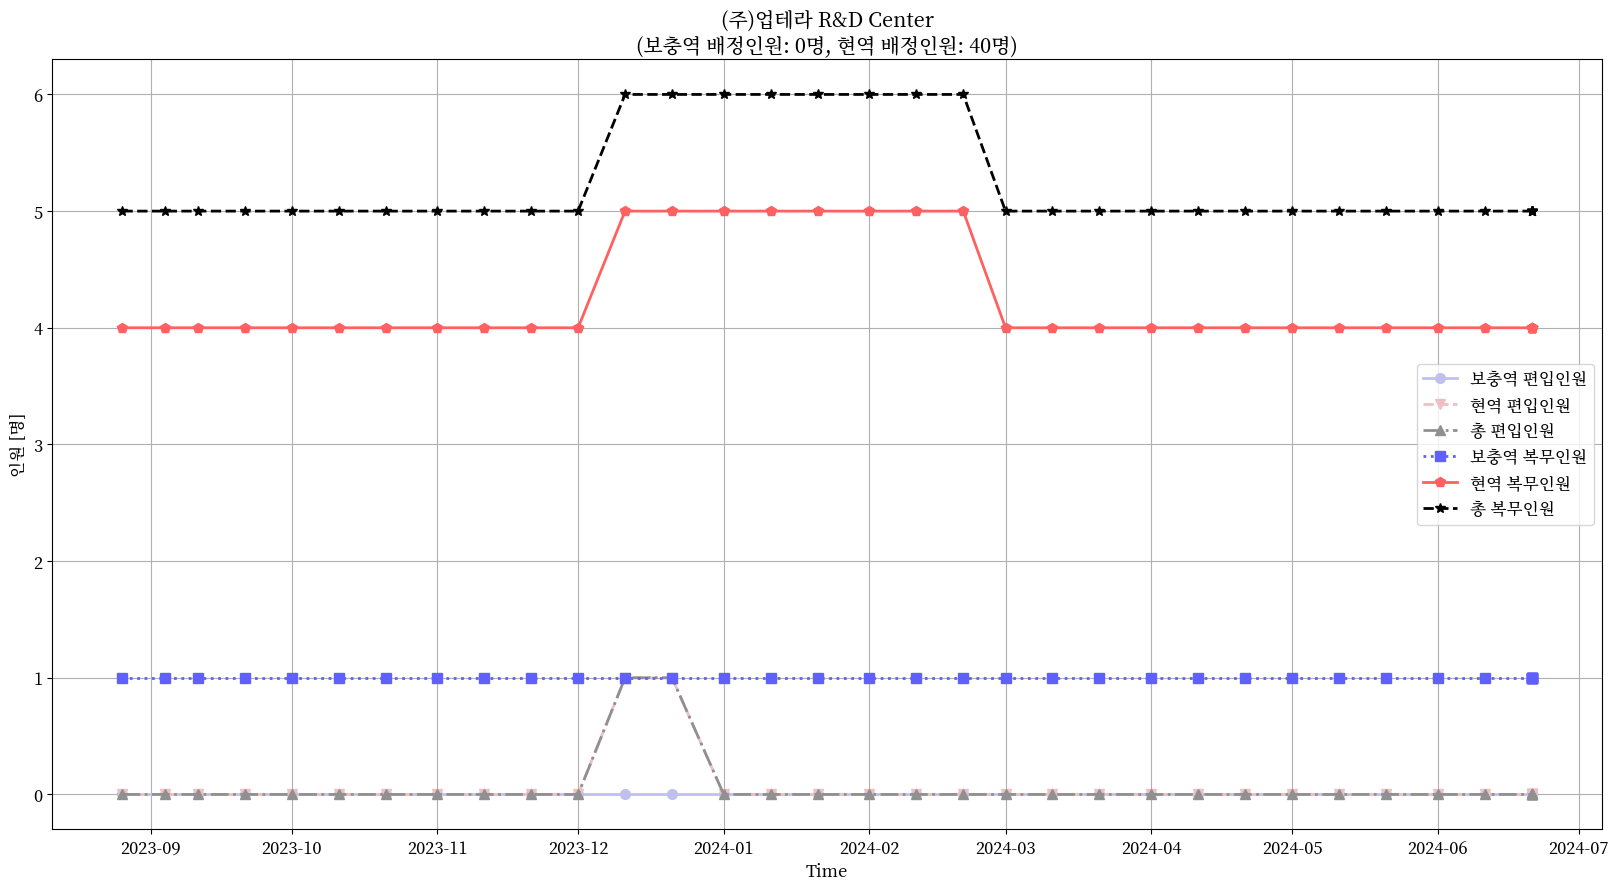 (주)업테라 R&D Center
(보충역 배정인원: 0명, 현역 배정인원: 40명)
6
5
4
3
2
1
0
인원 [명]
보충역 편입인원
현역 편입인원
총 편입인원
보충역 복무인원
현역 복무인원
총 복무인원
2023-09 2023-10 2023-11 2023-12 2024-01 2024-02 2024-03 2024-04 2024-05 2024-06 2024-07
Time